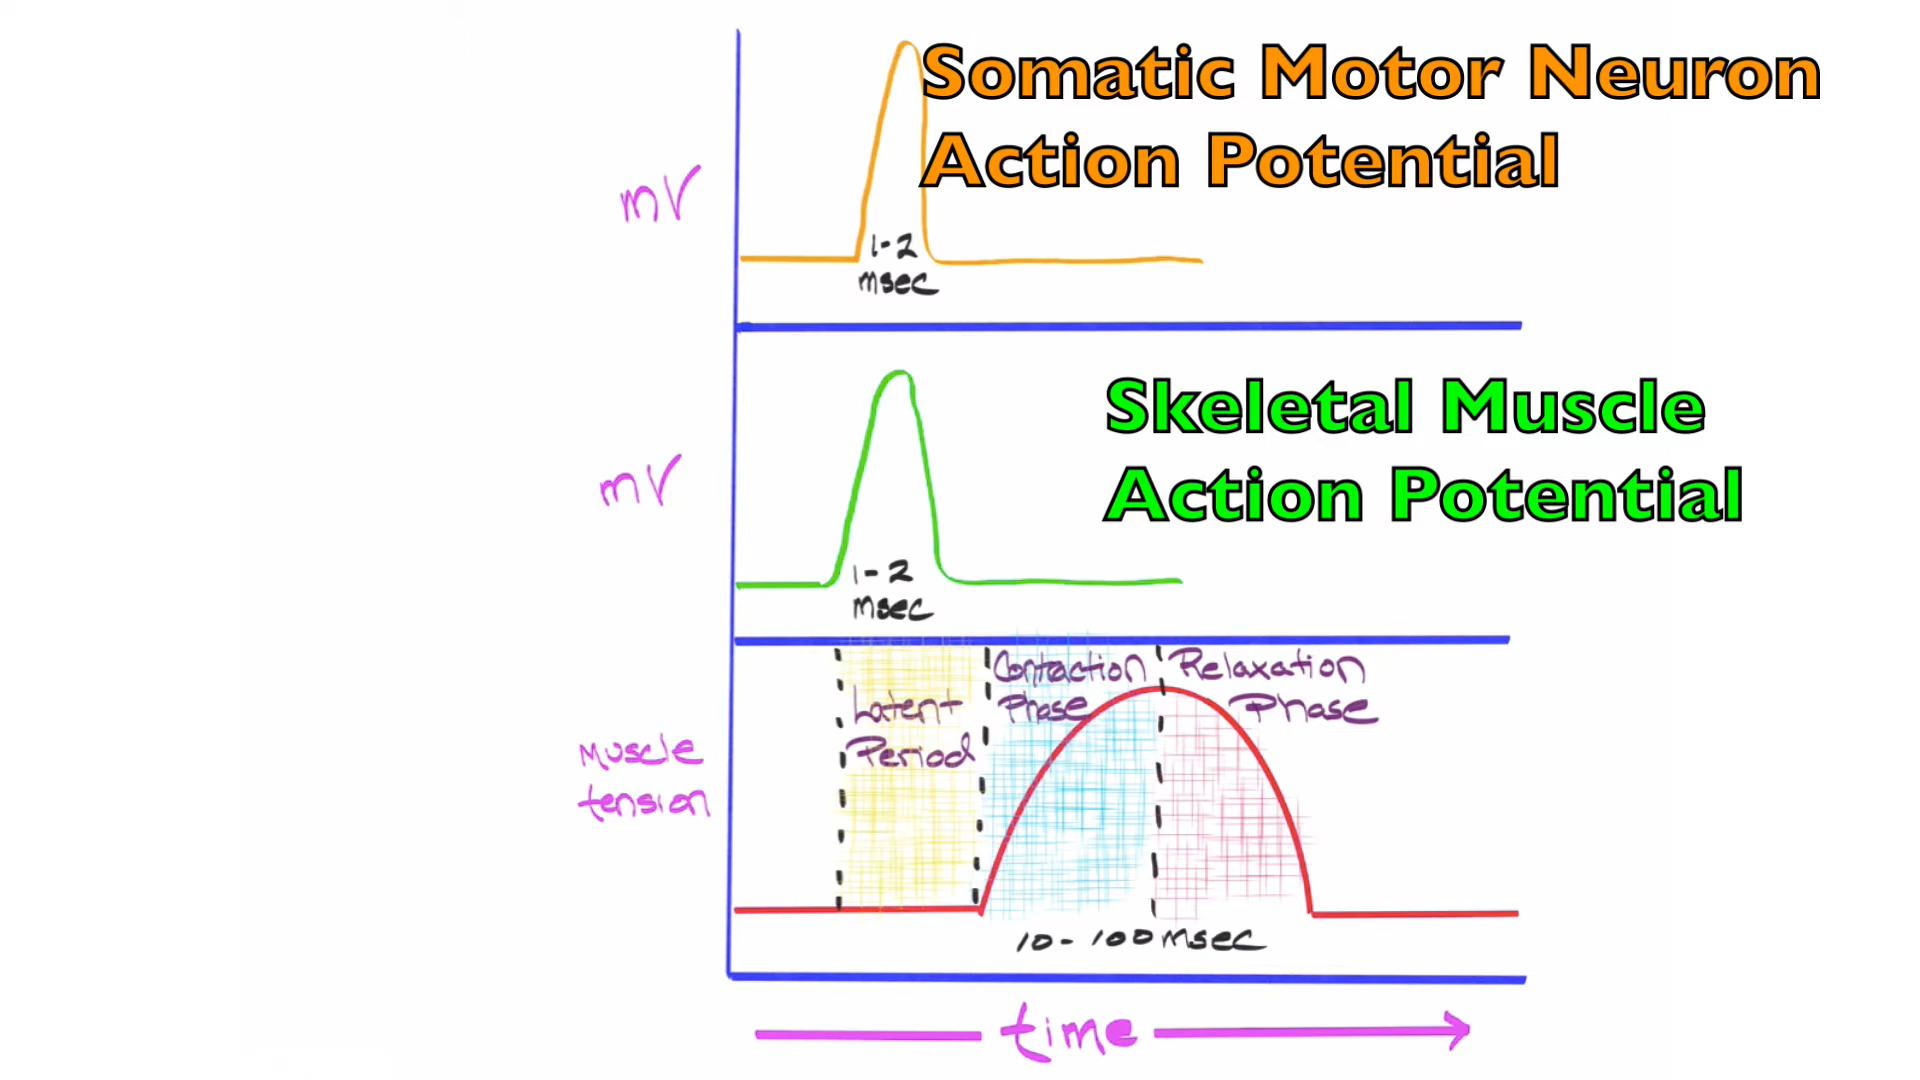 Somatic Motor Neuron
Action Potential
mV
1-2
msec
Skeletal Muscle
Action Potential
mV
1-2
msec
Contraction
Phase
Relaxation
Phase
Latent
Period
Muscle
tension
10-100 msec
time